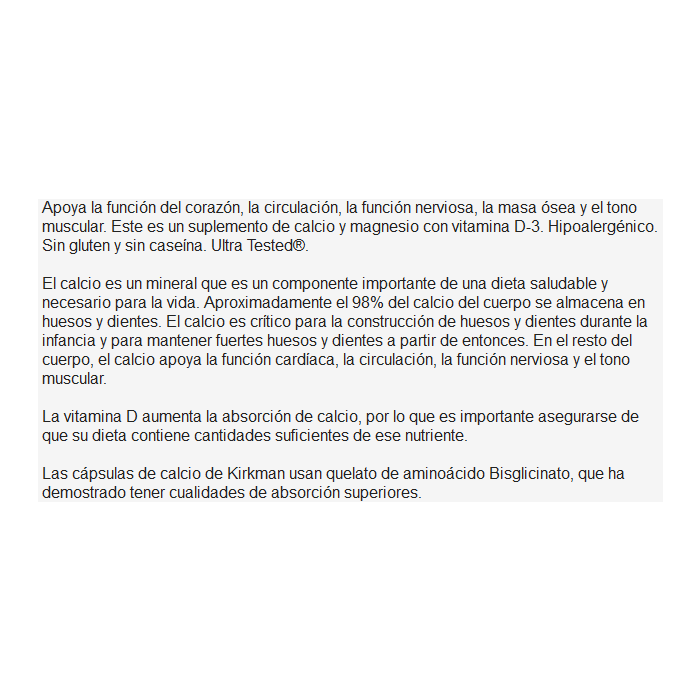 Apoya la función del corazón, la circulación, la función nerviosa, la masa ósea y el tono
muscular. Este es un suplemento de calcio y magnesio con vitamina D-3. Hipoalergénico.
Sin gluten y sin caseína. Ultra Tested®.
El calcio es un mineral que es un componente importante de una dieta saludable y
necesario para la vida. Aproximadamente el 98% del calcio del cuerpo se almacena en
huesos y dientes. El calcio es crítico para la construcción de huesos y dientes durante la
infancia y para mantener fuertes huesos y dientes a partir de entonces. En el resto del
cuerpo, el calcio apoya la función cardíaca, la circulación, la función nerviosa y el tono
muscular.
La vitamina D aumenta la absorción de calcio, por lo que es importante asegurarse de
que su dieta contiene cantidades suficientes de ese nutriente.
Las cápsulas de calcio de Kirkman usan quelato de aminoácido Bisglicinato, que ha
demostrado tener cualidades de absorción superiores.